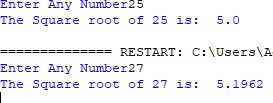 Enter Any Number25
The Square root of 25 is:  5.0
============== RESTART: C:\Users\A
Enter Any Number27
The Square root of 27 is:  5.1962